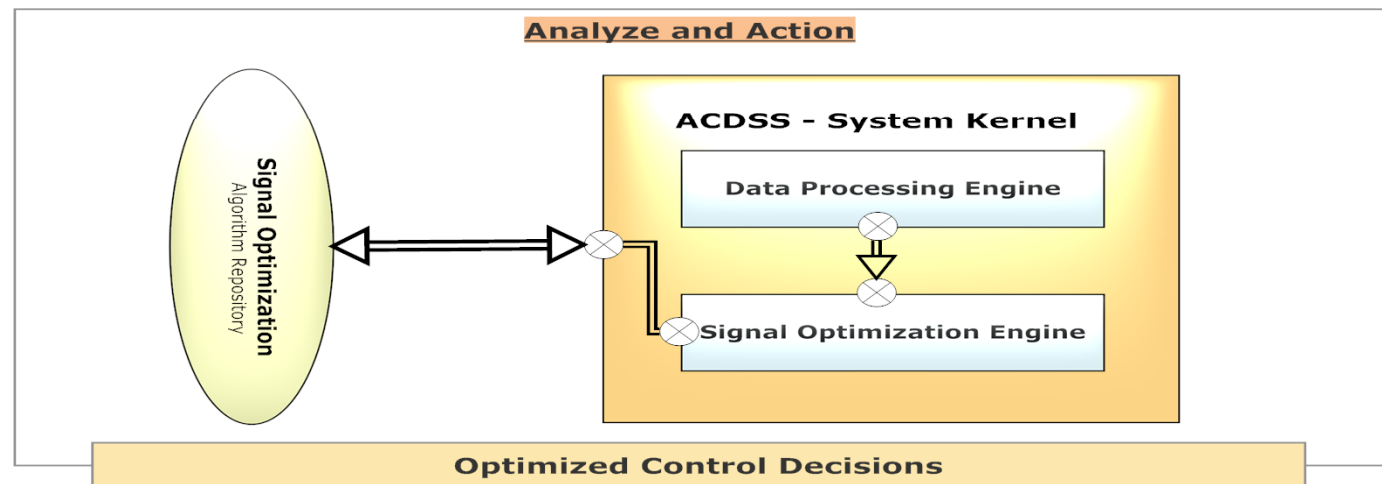 Analyze and Action
Signal Optimization
Algorithm Repository
ACDSS - System Kernel
Data Processing Engine
Signal Optimization Engine
Optimized Control Decisions